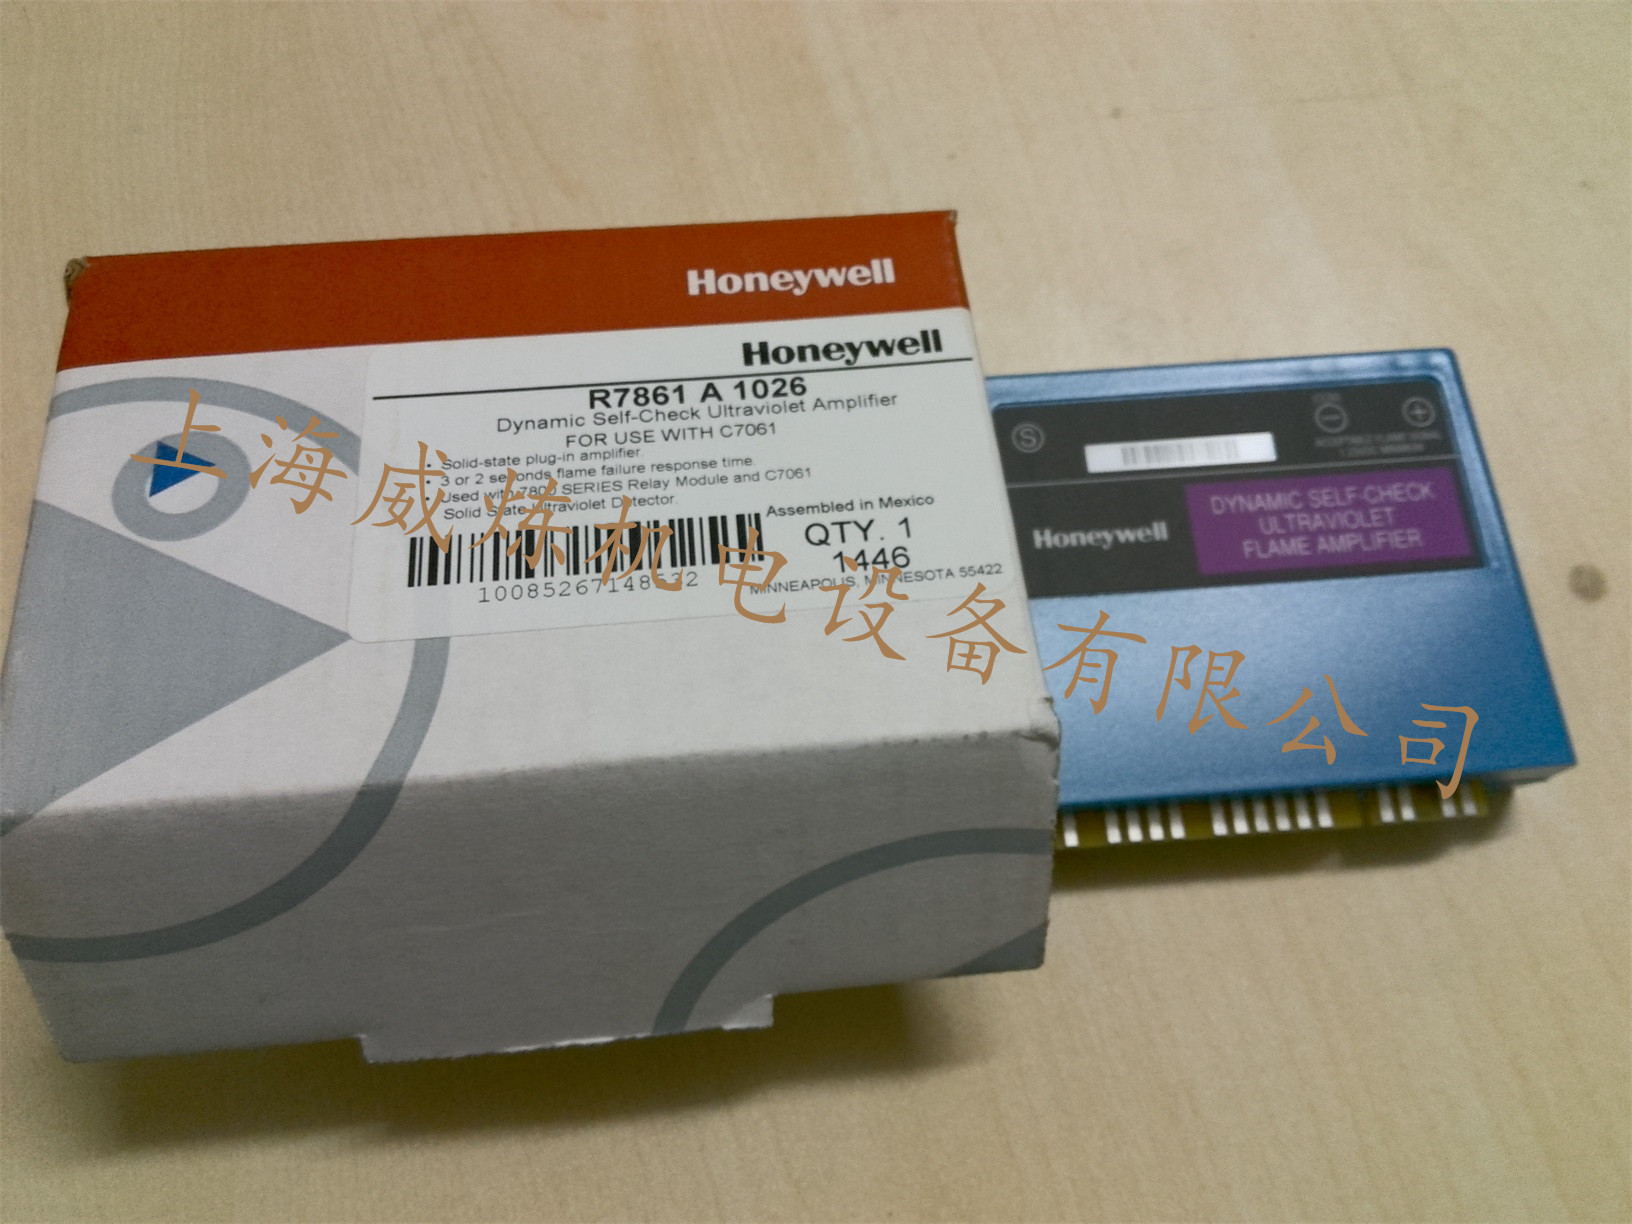 Honeywell
Honeywell
R7861 A 1026
Dynamic Self-Check Ultraviolet Amplifier
FOR USE WITH C7061
• Solid-state plug-in amplifier.
• 3 or 2 seconds flame failure response time.
• Used with 7800 SERIES Relay Module and C7061
Solid State Ultraviolet Detector.
Assembled in Mexico
QTY. 1
1446
MINNEAPOLIS, MINNESOTA 55422
上海威炼机电设备有限公司
S
Honeywell
DYNAMIC SELF-CHECK
ULTRAVIOLET
FLAME AMPLIFIER